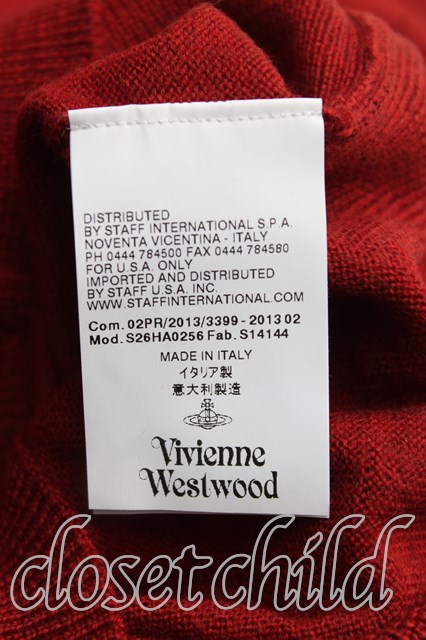 DISTRIBUTED
BY STAFF INTERNATIONAL S.P.A.
NOVENTA VICENTINA - ITALY
PH 0444 784500 FAX 0444 784580
FOR U.S.A. ONLY
IMPORTED AND DISTRIBUTED
BY STAFF U.S.A. INC.
WWW.STAFFINTERNATIONAL.COM
Com. 02PR/2013/3399 - 2013 02
Mod. S26HA0256 Fab. S14144
MADE IN ITALY
イタリア製
意大利製造
Vivienne
Westwood
closet child